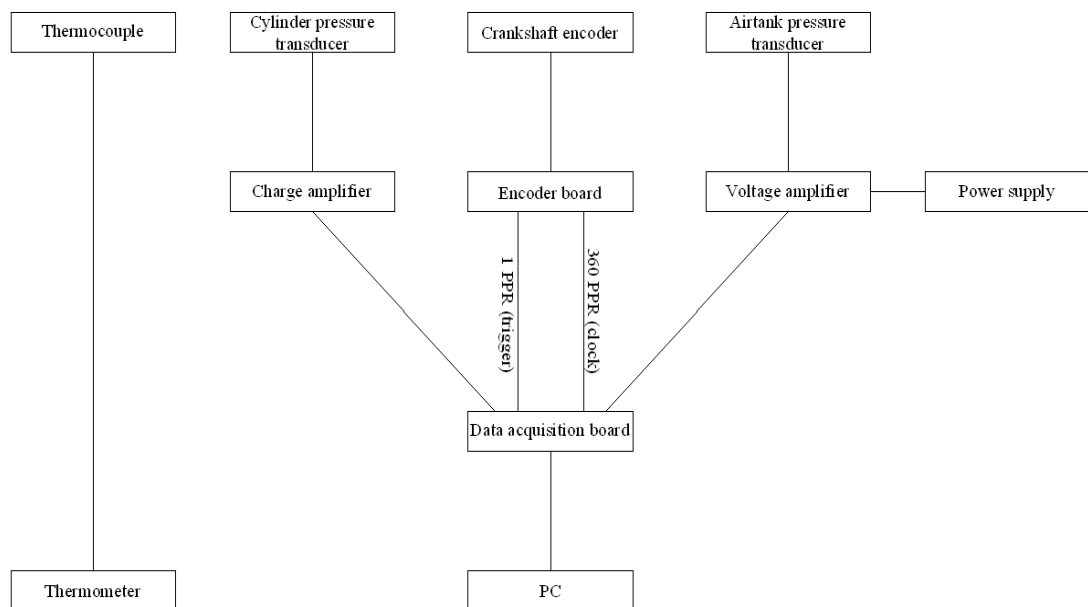 Thermocouple
Cylinder pressure
transducer
Crankshaft encoder
Airtank pressure
transducer
Charge amplifier
Encoder board
Voltage amplifier
Power supply
1 PPR (trigger)
360 PPR (clock)
Data acquisition board
Thermometer
PC